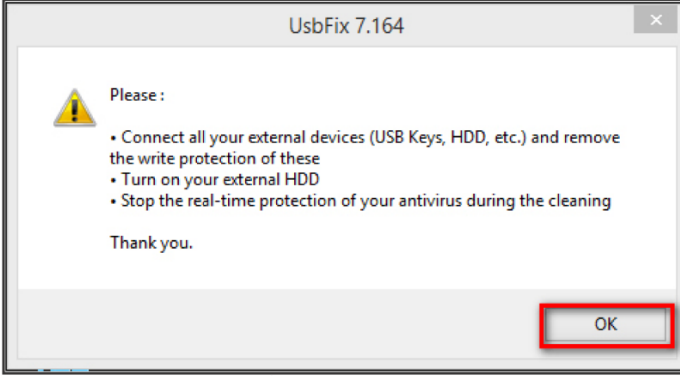 UsbFix 7.164
Please :
• Connect all your external devices (USB Keys, HDD, etc.) and remove
the write protection of these
• Turn on your external HDD
• Stop the real-time protection of your antivirus during the cleaning
Thank you.
OK